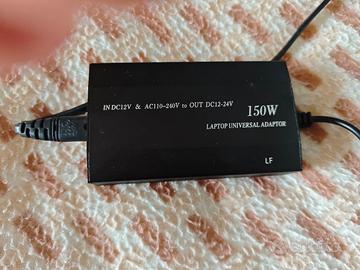 IN DC12V & AC110-240V to OUT DC12-24V
150W
LAPTOP UNIVERSAL ADAPTOR
LF